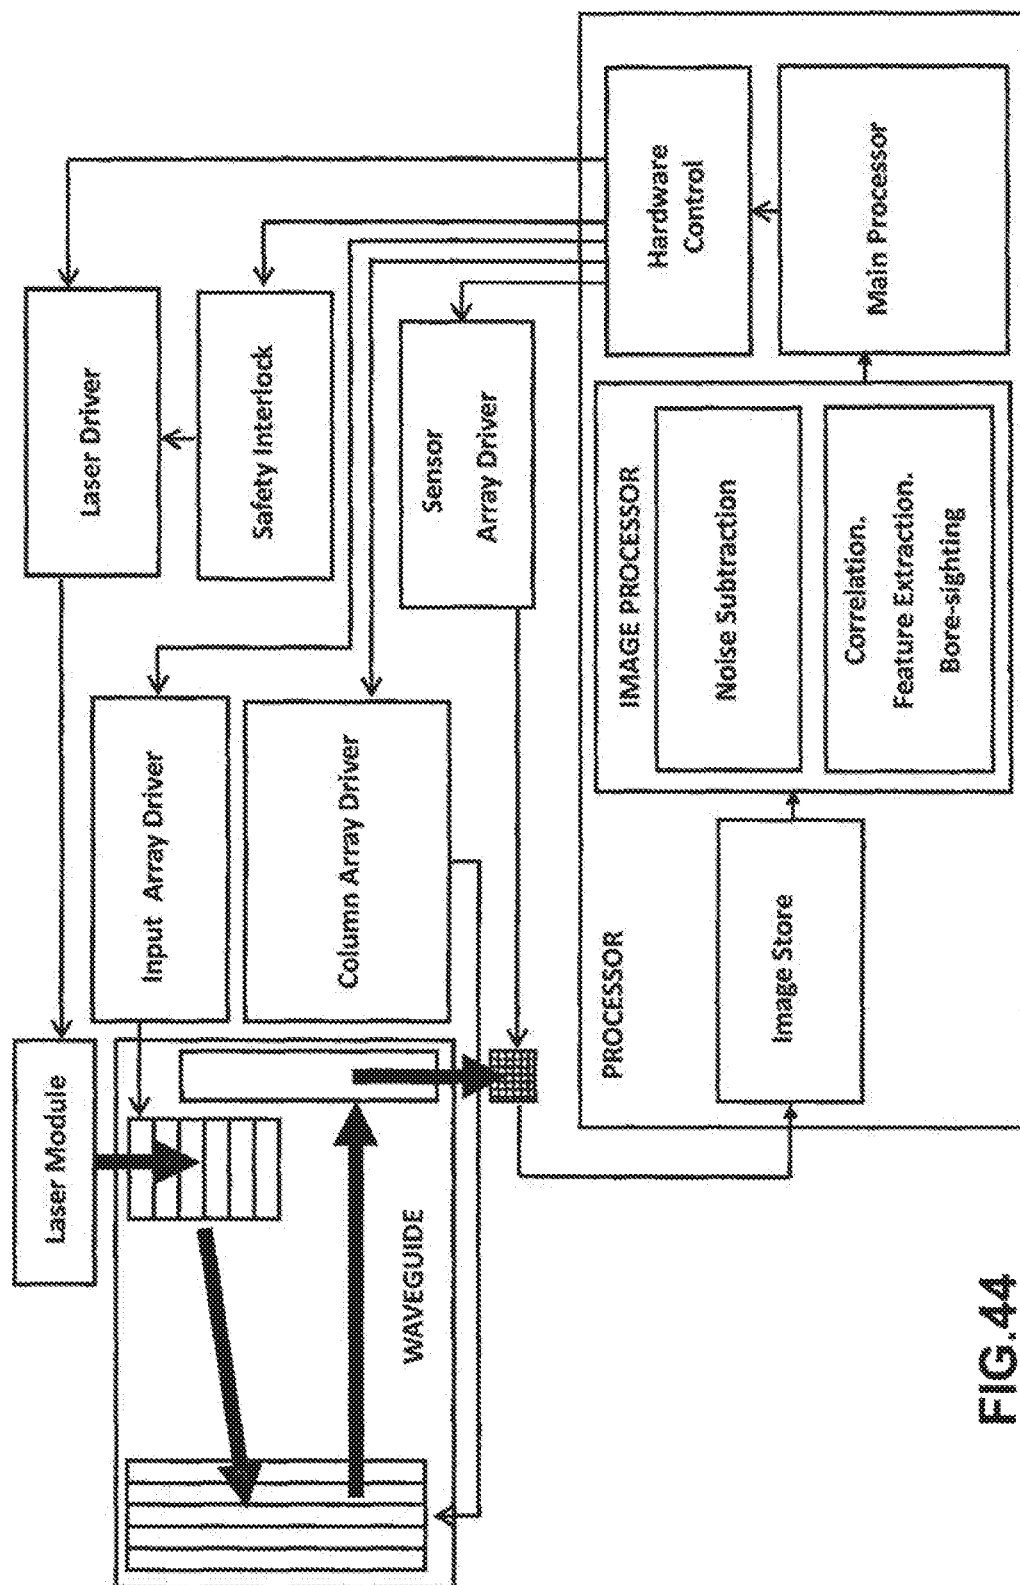 Laser Module
Laser Driver
Input Array Driver
Safety Interlock
Column Array Driver
WAVEGUIDE
Sensor
Array Driver
PROCESSOR
Hardware
Control
IMAGE PROCESSOR
Noise Subtraction
Image Store
Correlation.
Feature Extraction.
Bore-sighting
Main Processor
FIG.44